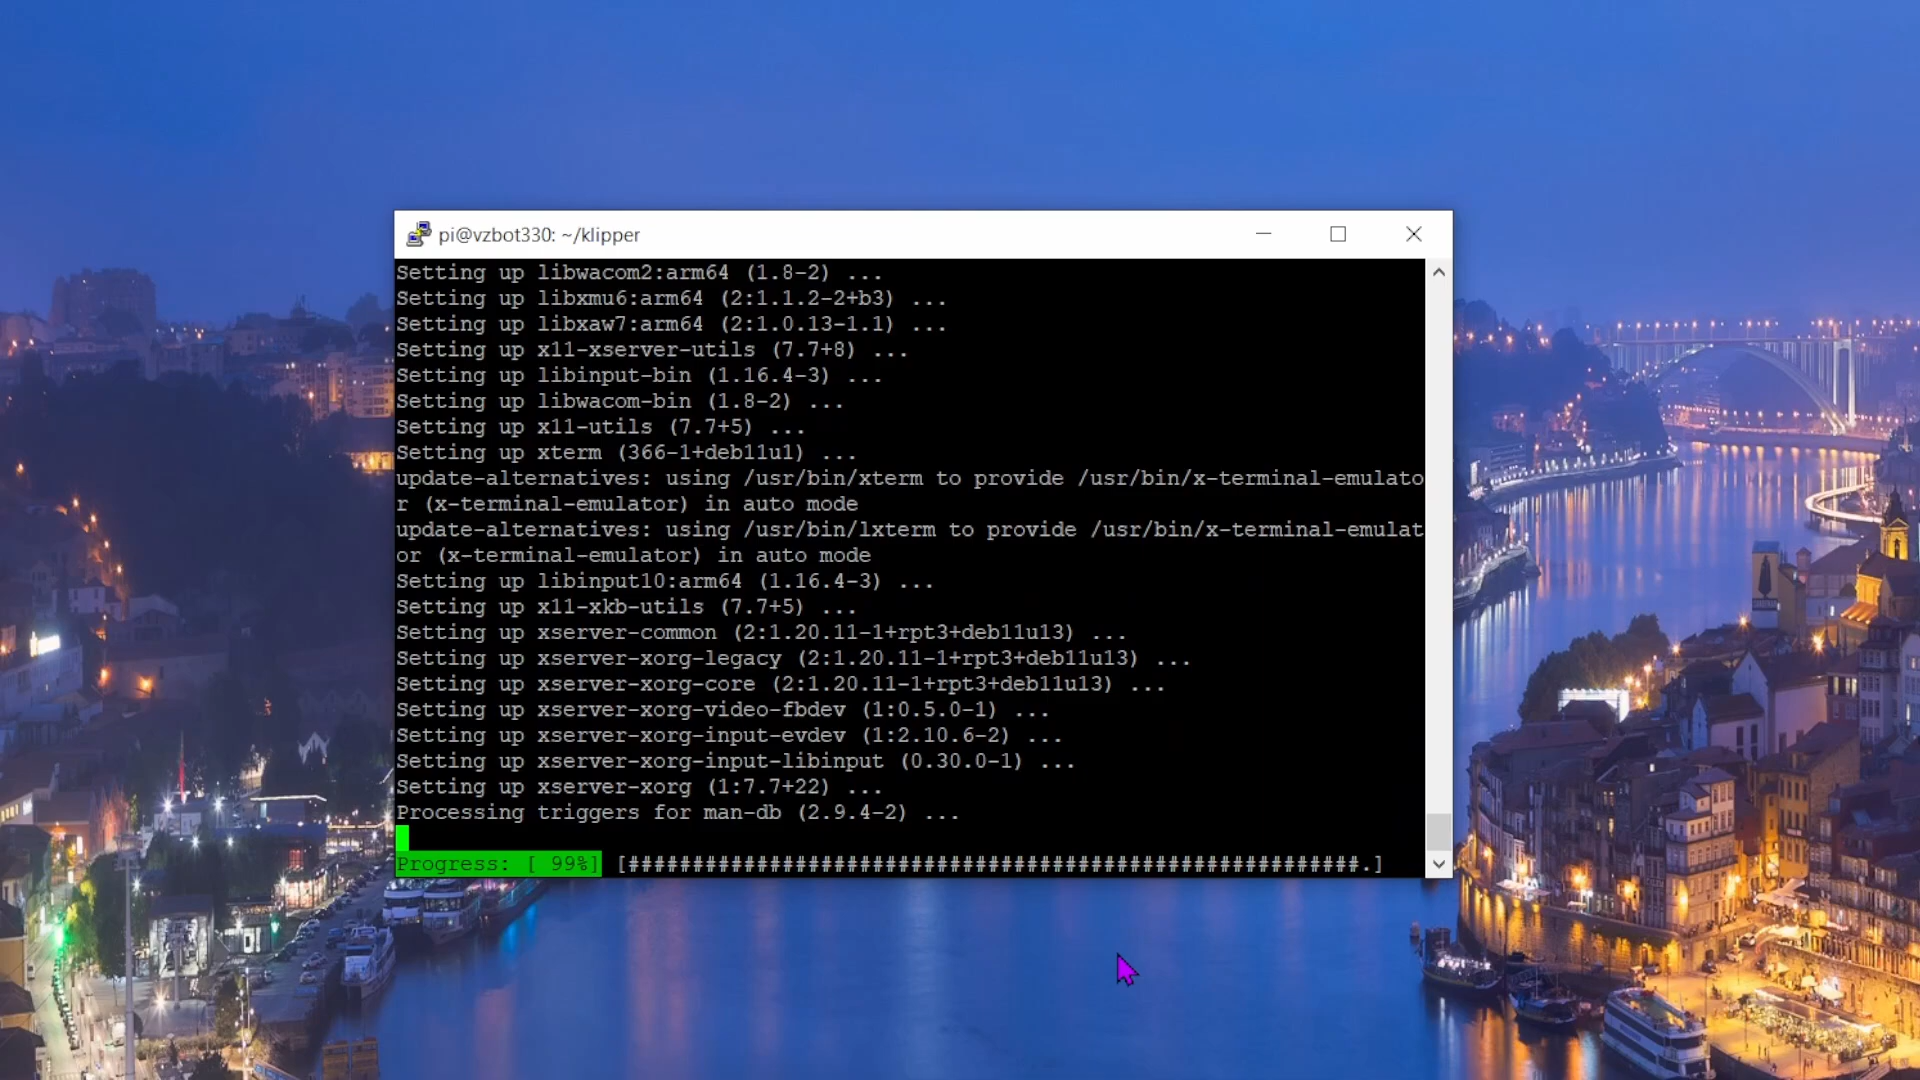 pi@vzbot330: ~/klipper
Setting up libwacom2:arm64 (1.8-2) ...
Setting up libxmu6:arm64 (2:1.1.2-2+b3) ...
Setting up libxaw7:arm64 (2:1.0.13-1.1) ...
Setting up x11-xserver-utils (7.7+8) ...
Setting up libinput-bin (1.16.4-3) ...
Setting up libwacom-bin (1.8-2) ...
Setting up x11-utils (7.7+5) ...
Setting up xterm (366-1+deb11u1) ...
update-alternatives: using /usr/bin/xterm to provide /usr/bin/x-terminal-emulato
r (x-terminal-emulator) in auto mode
update-alternatives: using /usr/bin/lxterm to provide /usr/bin/x-terminal-emulat
or (x-terminal-emulator) in auto mode
Setting up libinput10:arm64 (1.16.4-3) ...
Setting up x11-xkb-utils (7.7+5) ...
Setting up xserver-common (2:1.20.11-1+rpt3+deb11u13) ...
Setting up xserver-xorg-legacy (2:1.20.11-1+rpt3+deb11u13) ...
Setting up xserver-xorg-core (2:1.20.11-1+rpt3+deb11u13) ...
Setting up xserver-xorg-video-fbdev (1:0.5.0-1) ...
Setting up xserver-xorg-input-evdev (1:2.10.6-2) ...
Setting up xserver-xorg-input-libinput (0.30.0-1) ...
Setting up xserver-xorg (1:7.7+22) ...
Processing triggers for man-db (2.9.4-2) ...
Progress: [ 99%] [#########################################################.]